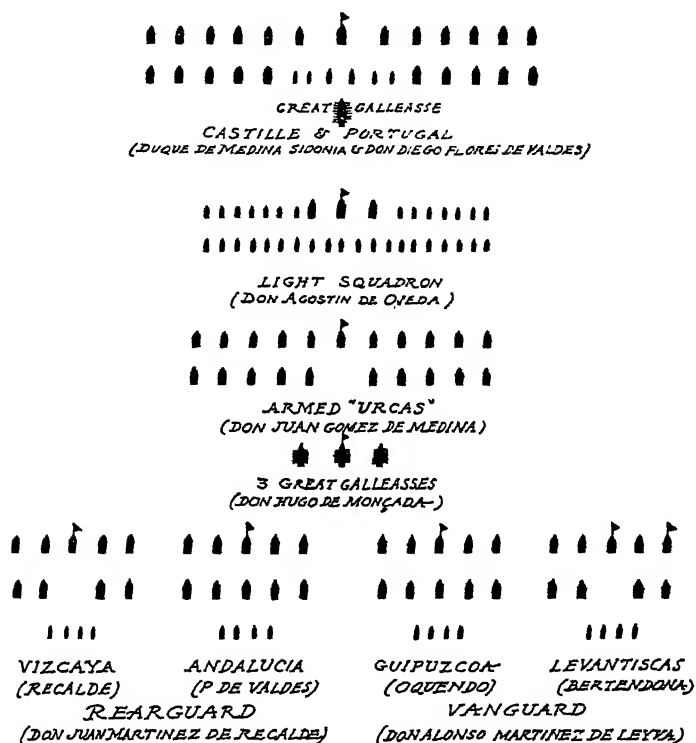 GREAT GALLEASSE
CASTILLE & PORTUGAL
(DUQUE DE MEDINA SIDONIA & DON DIEGO FLORES DE VALDES)
LIGHT SQUADRON
(DON AGOSTIN DE OJEDA)
ARMED "URCAS"
(DON JUAN GOMEZ DE MEDINA)
3 GREAT GALLEASSES
(DON HUGO DE MONÇADA)
VIZCAYA ANDALUCIA GUIPUZCOA LEVANTISCAS
(RECALDE) (P DE VALDES) (OQUENDO) (BERTENDONA)
REARGUARD VANGUARD
(DON JUAN MARTINEZ DE RECALDE) (DON ALONSO MARTINEZ DE LEYVA)